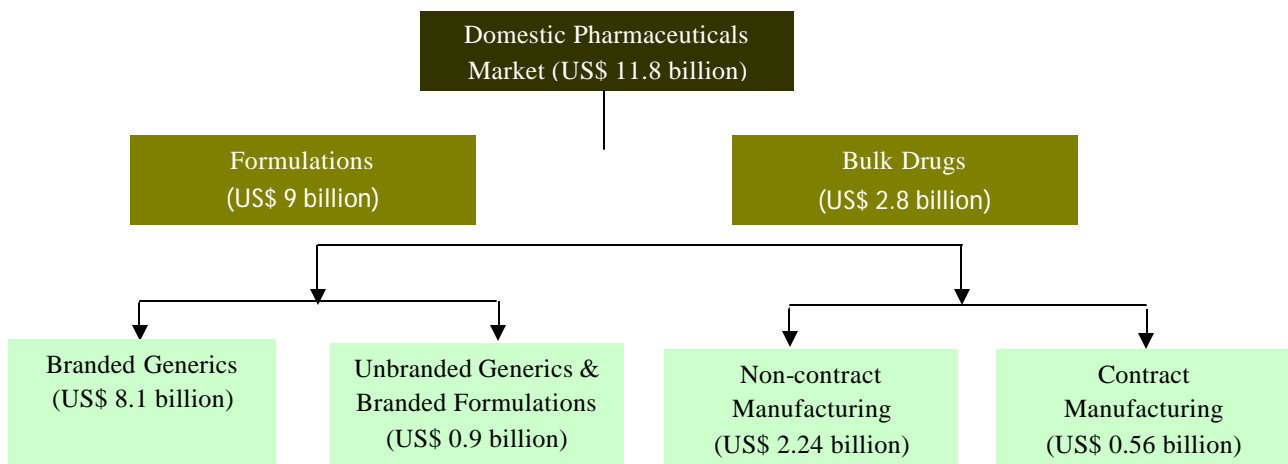 Domestic Pharmaceuticals
Market (US$ 11.8 billion)
Formulations
(US$ 9 billion)
Bulk Drugs
(US$ 2.8 billion)
Branded Generics
(US$ 8.1 billion)
Unbranded Generics &
Branded Formulations
(US$ 0.9 billion)
Non-contract
Manufacturing
(US$ 2.24 billion)
Contract
Manufacturing
(US$ 0.56 billion)